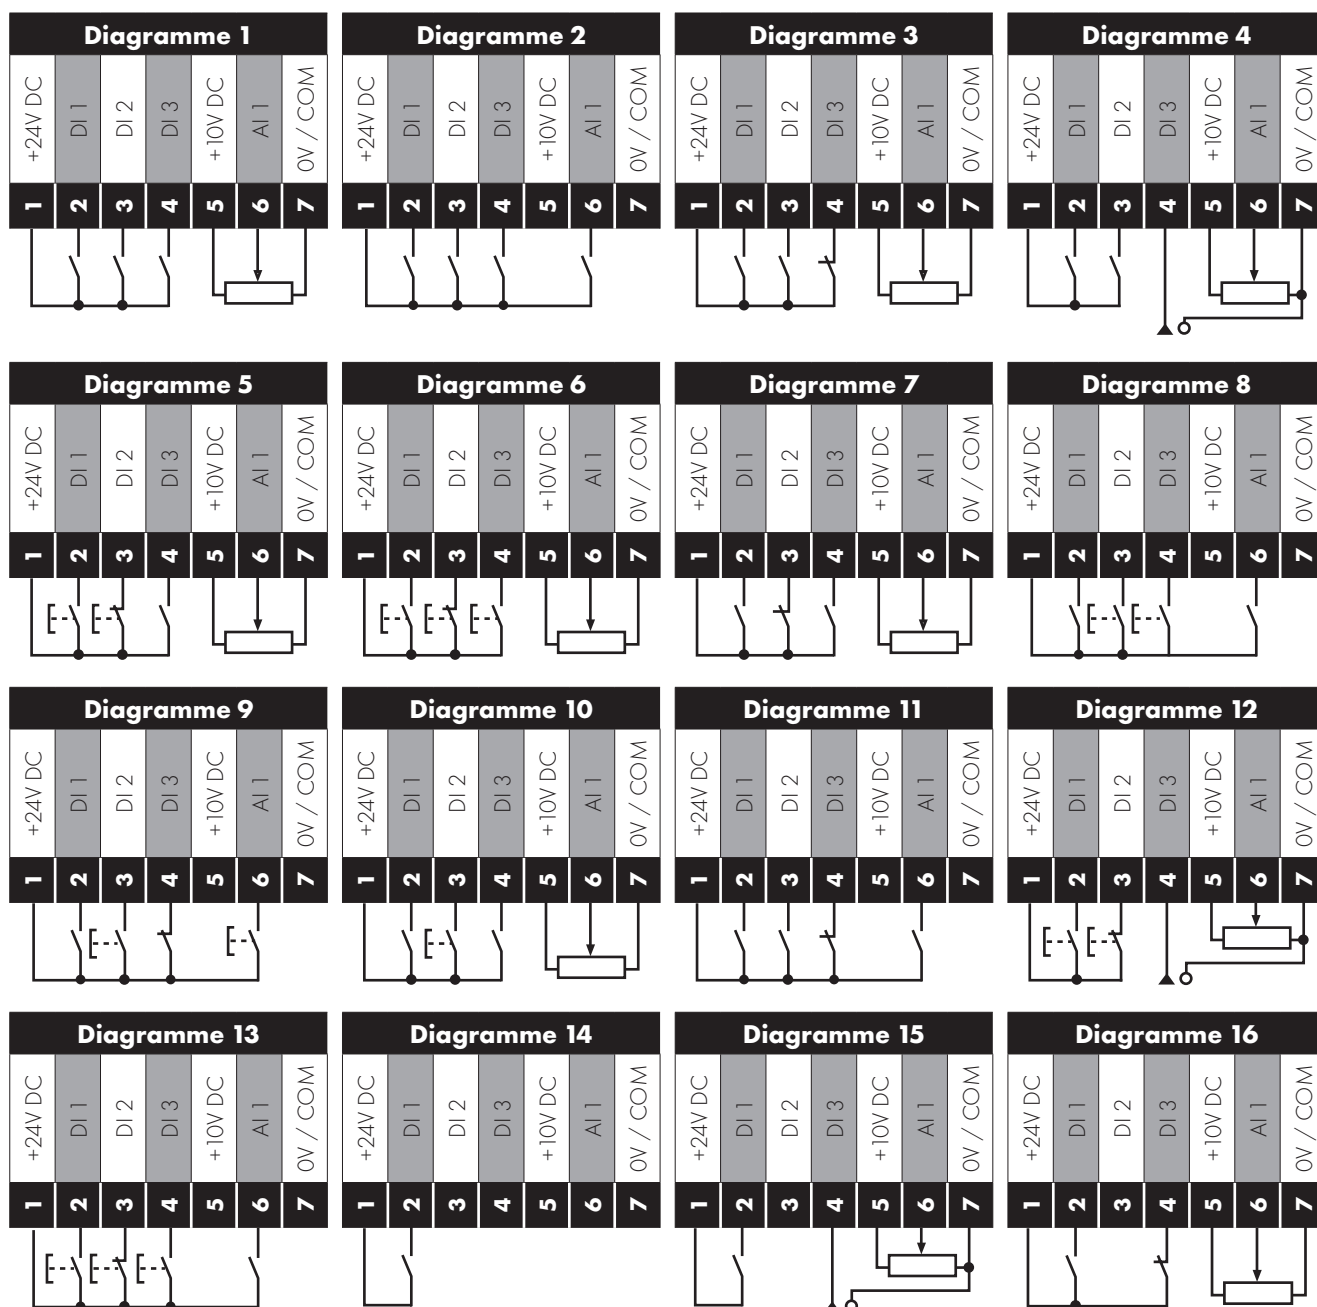 Diagramme 1
+24V DC DI 1 DI 2 DI 3 +10V DC AI 1 0V / COM
1 2 3 4 5 6 7
Diagramme 2
+24V DC DI 1 DI 2 DI 3 +10V DC AI 1 0V / COM
1 2 3 4 5 6 7
Diagramme 3
+24V DC DI 1 DI 2 DI 3 +10V DC AI 1 0V / COM
1 2 3 4 5 6 7
Diagramme 4
+24V DC DI 1 DI 2 DI 3 +10V DC AI 1 0V / COM
1 2 3 4 5 6 7
Diagramme 5
+24V DC DI 1 DI 2 DI 3 +10V DC AI 1 0V / COM
1 2 3 4 5 6 7
Diagramme 6
+24V DC DI 1 DI 2 DI 3 +10V DC AI 1 0V / COM
1 2 3 4 5 6 7
Diagramme 7
+24V DC DI 1 DI 2 DI 3 +10V DC AI 1 0V / COM
1 2 3 4 5 6 7
Diagramme 8
+24V DC DI 1 DI 2 DI 3 +10V DC AI 1 0V / COM
1 2 3 4 5 6 7
Diagramme 9
+24V DC DI 1 DI 2 DI 3 +10V DC AI 1 0V / COM
1 2 3 4 5 6 7
Diagramme 10
+24V DC DI 1 DI 2 DI 3 +10V DC AI 1 0V / COM
1 2 3 4 5 6 7
Diagramme 11
+24V DC DI 1 DI 2 DI 3 +10V DC AI 1 0V / COM
1 2 3 4 5 6 7
Diagramme 12
+24V DC DI 1 DI 2 DI 3 +10V DC AI 1 0V / COM
1 2 3 4 5 6 7
Diagramme 13
+24V DC DI 1 DI 2 DI 3 +10V DC AI 1 0V / COM
1 2 3 4 5 6 7
Diagramme 14
+24V DC DI 1 DI 2 DI 3 +10V DC AI 1 0V / COM
1 2 3 4 5 6 7
Diagramme 15
+24V DC DI 1 DI 2 DI 3 +10V DC AI 1 0V / COM
1 2 3 4 5 6 7
Diagramme 16
+24V DC DI 1 DI 2 DI 3 +10V DC AI 1 0V / COM
1 2 3 4 5 6 7